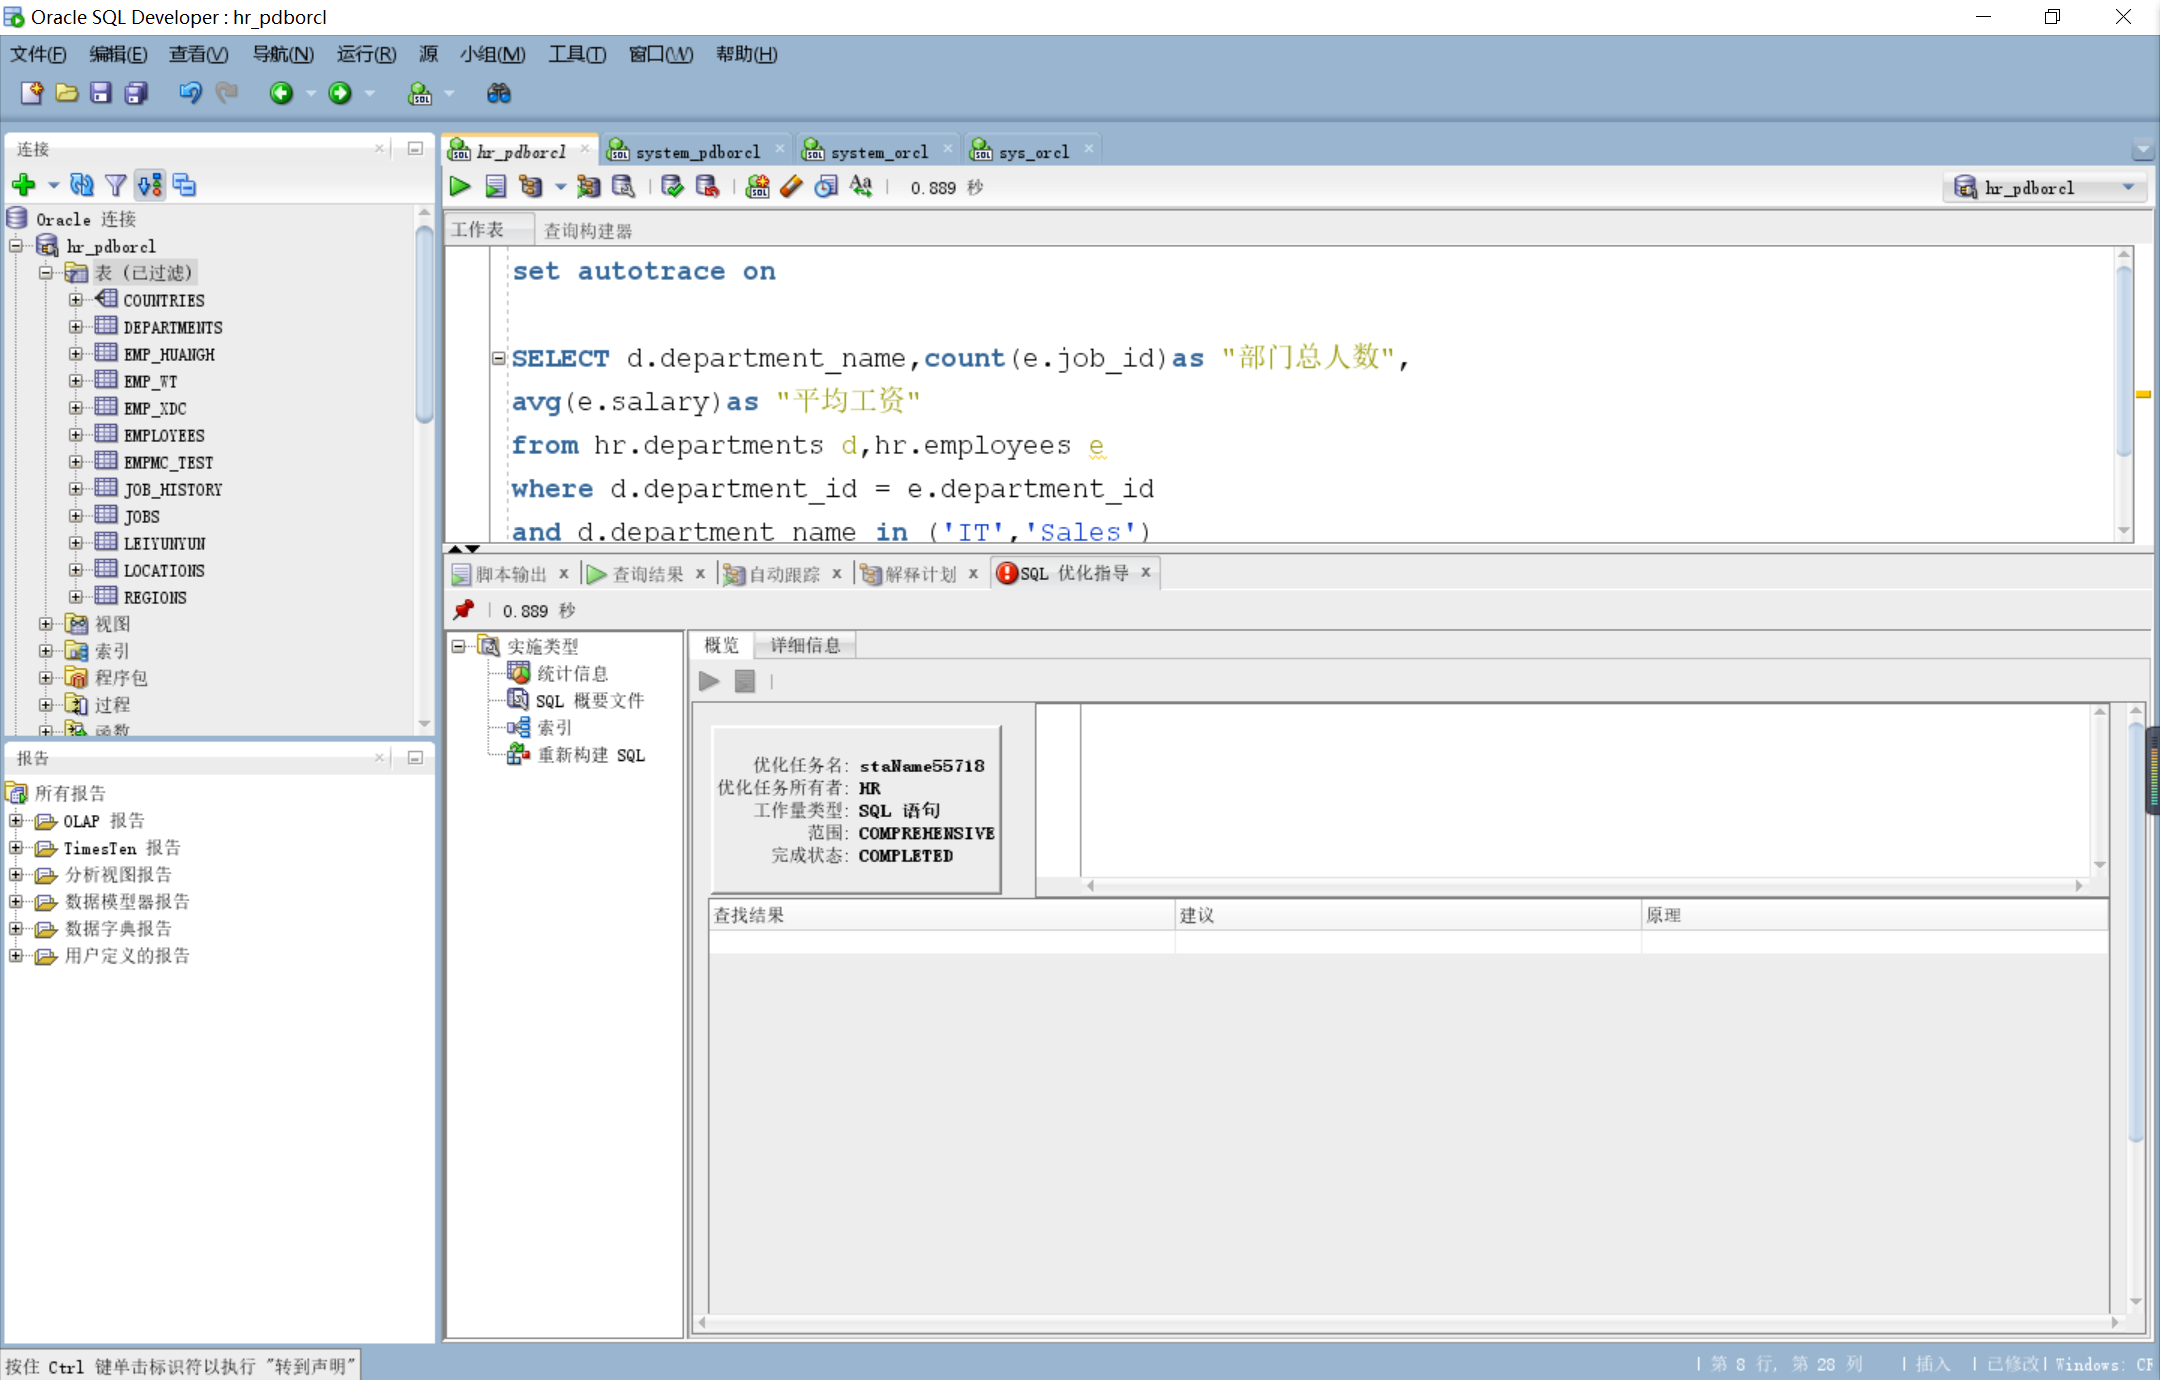 Oracle SQL Developer : hr_pdborcl
文件(F) 编辑(E) 查看(V) 导航(N) 运行(R) 源 小组(M) 工具(T) 窗口(W) 帮助(H)
连接
Oracle 连接
hr_pdborcl
表 (已过滤)
COUNTRIES
DEPARTMENTS
EMP_HUANGH
EMP_WT
EMP_XDC
EMPLOYEES
EMPMC_TEST
JOB_HISTORY
JOBS
LEIYUNYUN
LOCATIONS
REGIONS
视图
索引
程序包
过程
函数
报告
所有报告
OLAP 报告
TimesTen 报告
分析视图报告
数据模型器报告
数据字典报告
用户定义的报告
hr_pdborcl system_pdborcl system_orcl sys_orcl
0.889 秒
hr_pdborcl
工作表 查询构建器
set autotrace on
SELECT d.department_name,count(e.job_id)as "部门总人数",
avg(e.salary)as "平均工资"
from hr.departments d,hr.employees e
where d.department_id = e.department_id
and d.department_name in ('IT','Sales')
脚本输出 x 查询结果 x 自动跟踪 x 解释计划 x SQL 优化指导 x
0.889 秒
实施类型
统计信息
SQL 概要文件
索引
重新构建 SQL
概览 详细信息
优化任务名: staName55718
优化任务所有者: HR
工作量类型: SQL 语句
范围: COMPREHENSIVE
完成状态: COMPLETED
查找结果 建议 原理
按住 Ctrl 键单击标识符以执行 "转到声明"
第 8 行, 第 28 列 | 插入 | 已修改 | Windows: CF